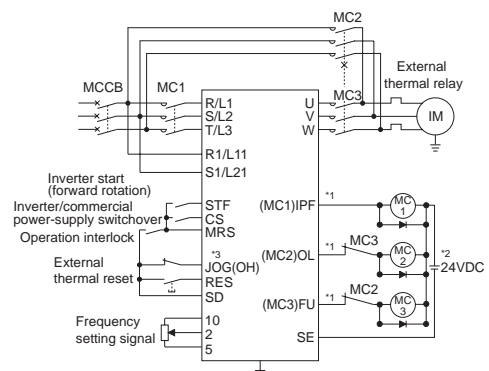 MC2
MCCB
MC1
External
thermal relay
MC3
R/L1
S/L2
T/L3
R1/L11
S1/L21
U
V
W
IM
Inverter start
(forward rotation)
Inverter/commercial
power-supply switchover
Operation interlock
STF
CS
MRS
External
thermal reset
*3
JOG(OH)
RES
SD
Frequency
setting signal
10
2
5
(MC1)IPF
*1
MC
1
(MC2)OL
*1
MC3
MC
2
*2
24VDC
(MC3)FU
*1
MC2
MC
3
SE